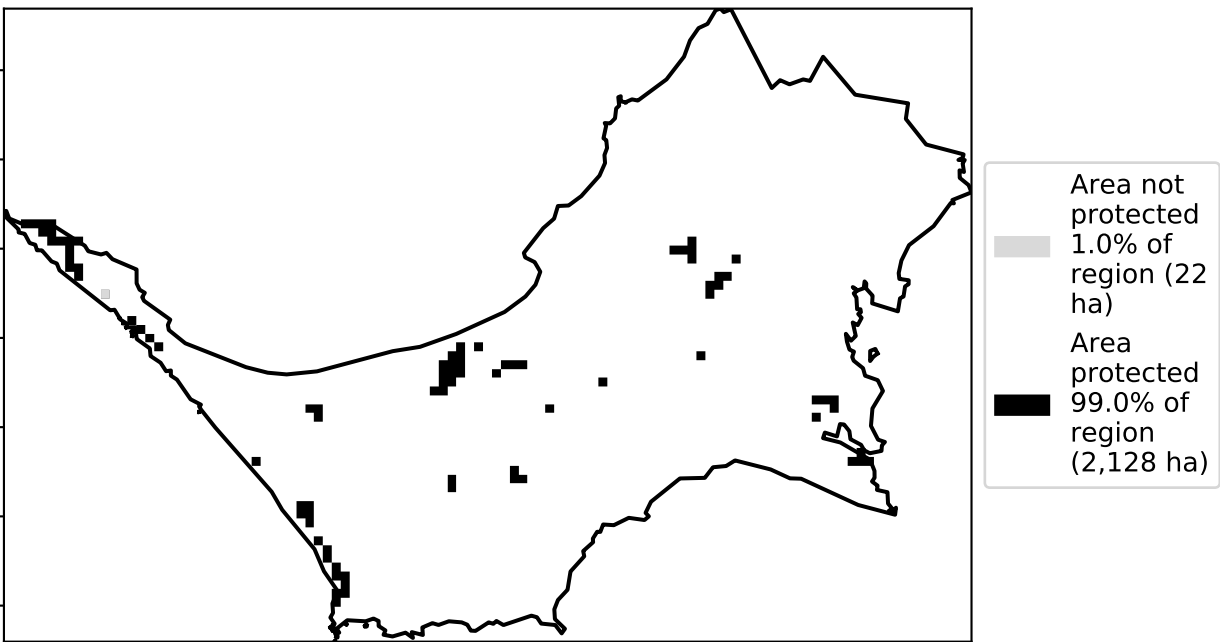 Area not
protected
1.0% of
region (22
ha)
Area
protected
99.0% of
region
(2,128 ha)